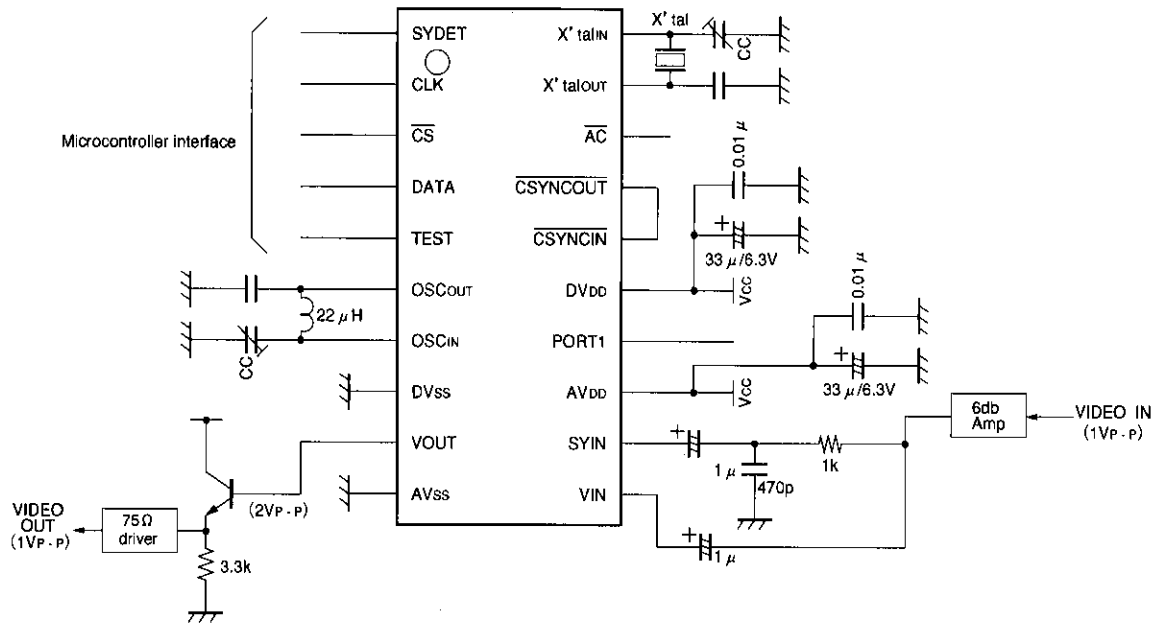 Microcontroller interface
SYDET
CLK
CS
DATA
TEST
OSCOUT
OSCIN
DVSS
VOUT
AVSS
X'talIN
X'talOUT
AC
CSYNCOUT
CSYNCIN
DVDD
PORT1
AVDD
SYIN
VIN
X'tal
CC
0.01 μ
+
33 μ/6.3V
VCC
0.01 μ
+
33 μ/6.3V
VCC
22 μH
CC
6db
Amp
VIDEO IN
(1VP-P)
+
1 μ
470p
1k
+
1 μ
(2VP-P)
VIDEO
OUT
(1VP-P)
75Ω
driver
3.3k